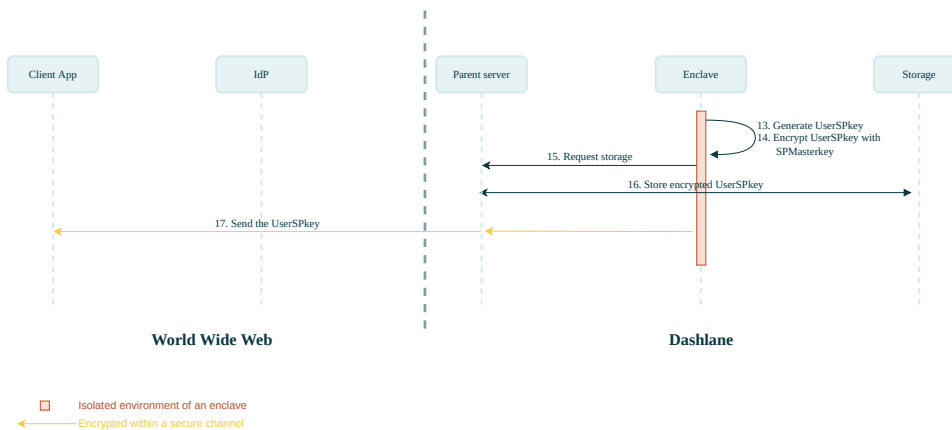 Client App
IdP
Parent server
Enclave
Storage
13. Generate UserSPkey
14. Encrypt UserSPkey with
SPMasterkey
15. Request storage
16. Store encrypted UserSPkey
17. Send the UserSPkey
World Wide Web
Dashlane
Isolated environment of an enclave
Encrypted within a secure channel